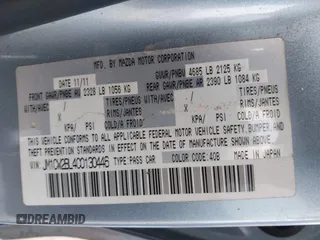 MFD. BY MAZDA MOTOR CORPORATION
DATE 11/11
GVWR/PNBV 4685 LB 2125 KG
FRONT GAWR/PNBE AV 2328 LB 1056 KG
REAR GAWR/PNBE AR 2390 LB 1084 KG
WITH/AVEC TIRES/PNEUS WITH/AVEC TIRES/PNEUS
RIMS/JANTES RIMS/JANTES
KPA/ PSI COLD/A FROID KPA/ PSI COLD/A FROID
THIS VEHICLE CONFORMS TO ALL APPLICABLE FEDERAL MOTOR VEHICLE SAFETY, BUMPER, AND
THEFT PREVENTION STANDARDS IN EFFECT ON THE DATE OF MANUFACTURE SHOWN ABOVE.
TYPE PASS CAR COLOR CODE:40B MADE IN JAPAN
DREAMBID